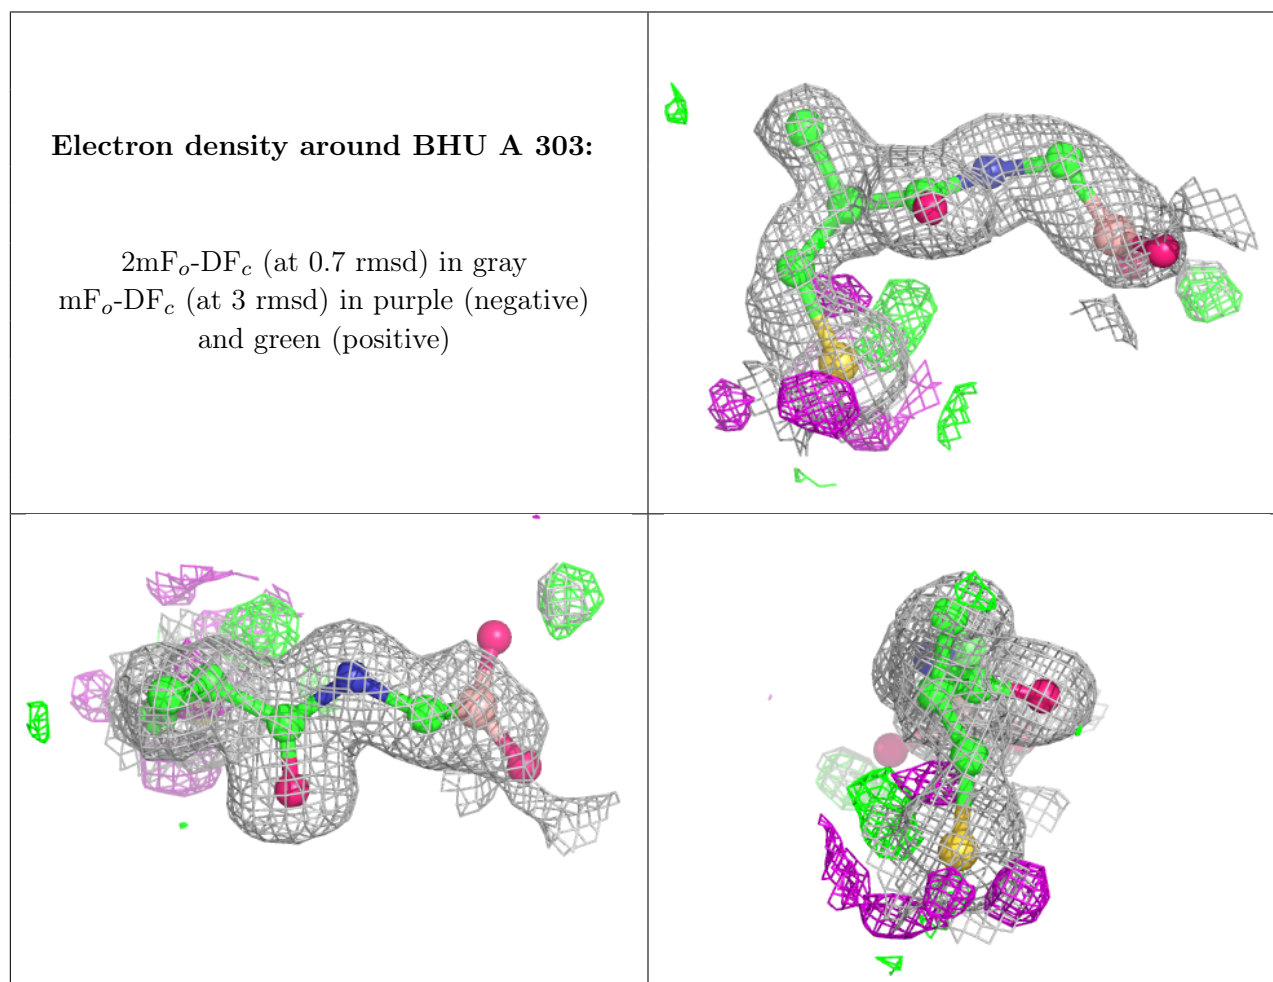 Electron density around BHU A 303:
2mFo-DFc (at 0.7 rmsd) in gray
mFo-DFc (at 3 rmsd) in purple (negative)
and green (positive)